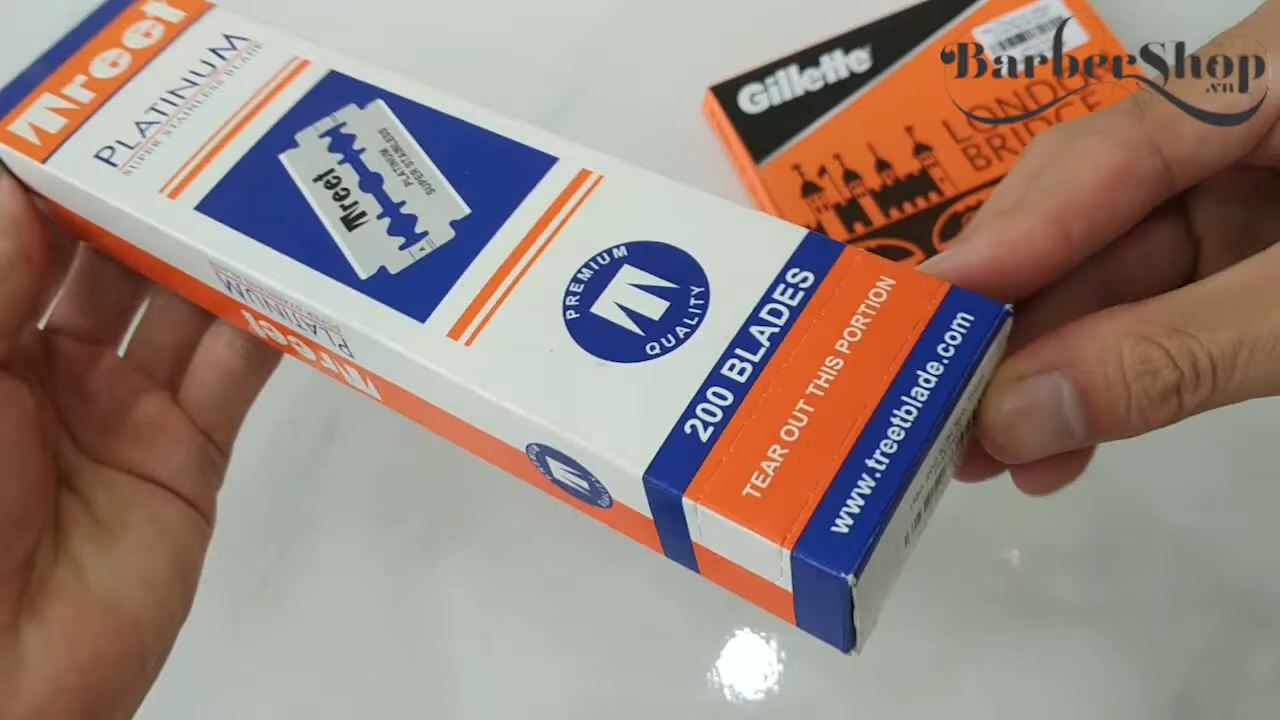 Treet
PLATINUM
SUPER STAINLESS BLADE
Treet
PLATINUM
SUPER STAINLESS
PREMIUM
QUALITY
200 BLADES
TEAR OUT THIS PORTION
www.treetblade.com
PLATINUM
Treet
Gillette
LONDON
BRIDGE
BarberShop
.vn